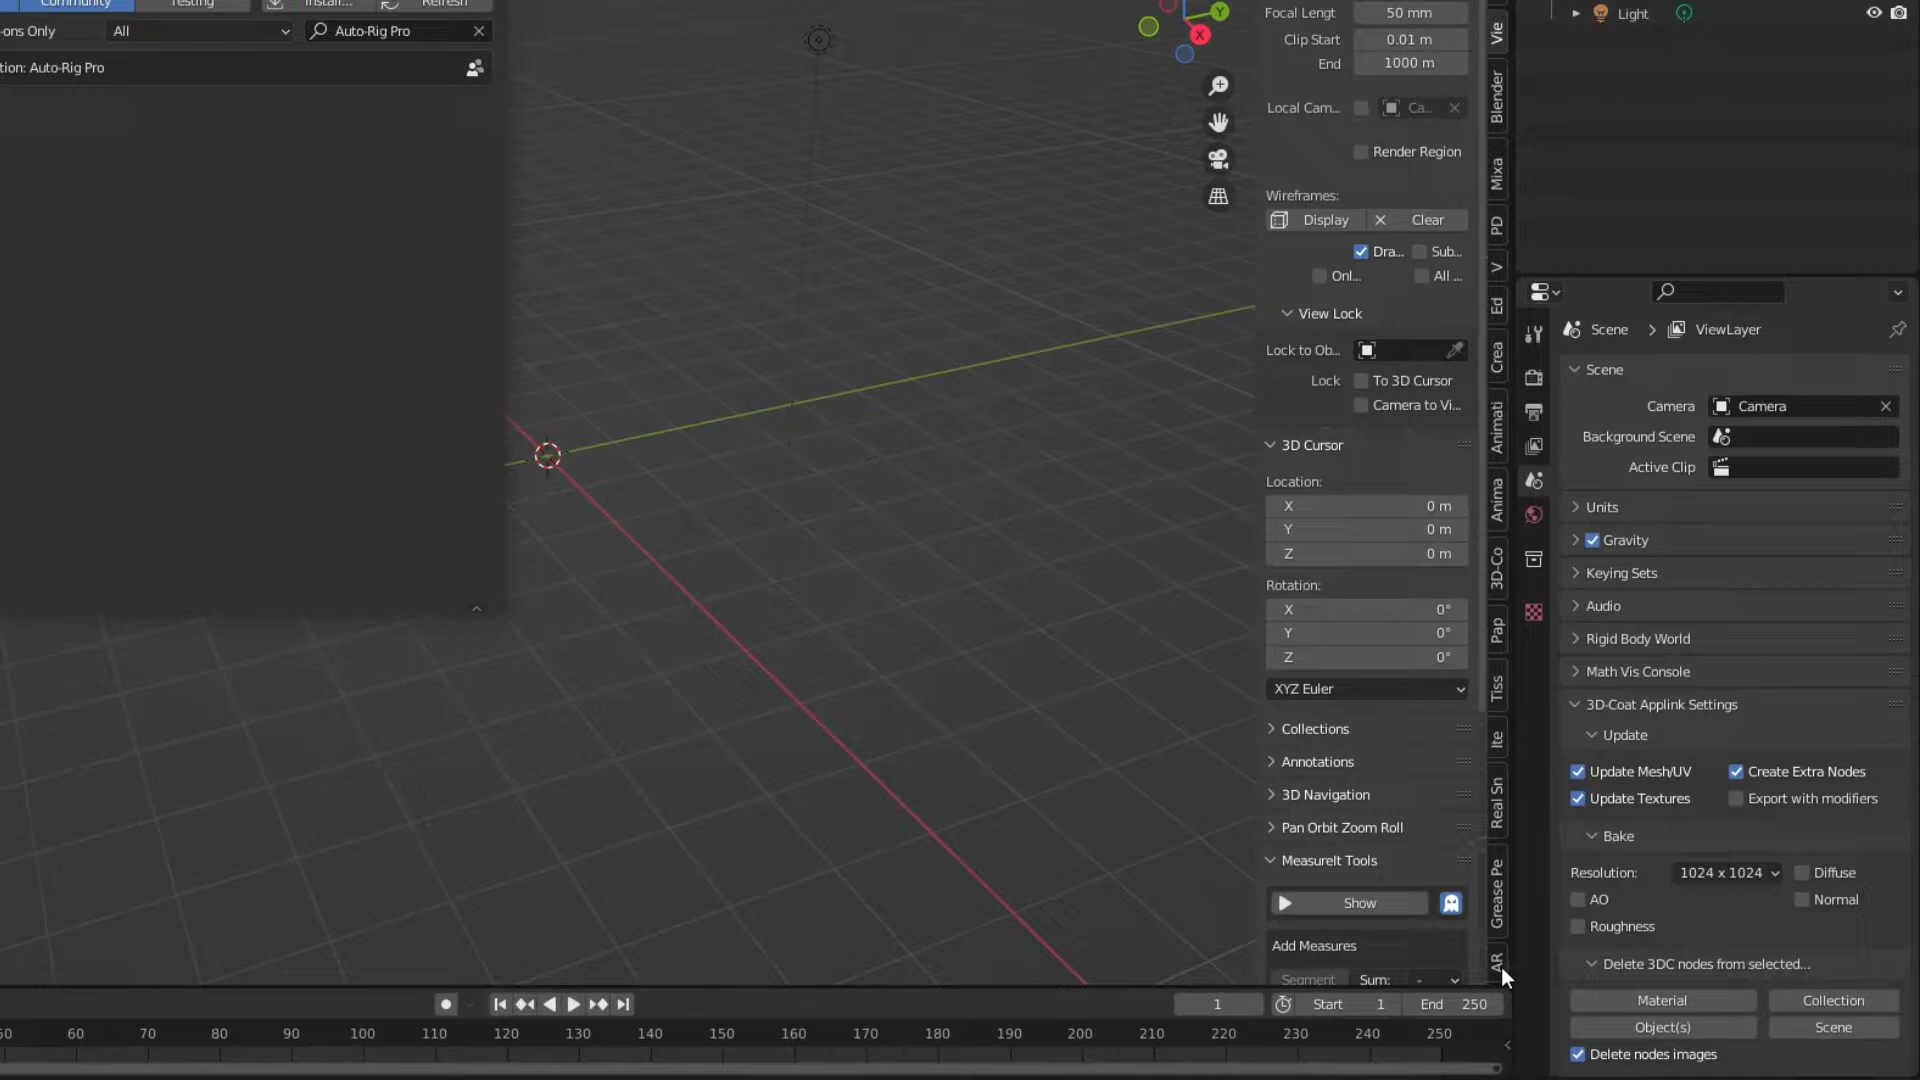 Community
Testing
Install...
Refresh
-ons Only
All
Auto-Rig Pro
tion: Auto-Rig Pro
Y
X
Focal Lengt
50 mm
Clip Start
0.01 m
End
1000 m
Local Cam...
Ca...
Render Region
Wireframes:
Display
Clear
Dra...
Sub...
Onl...
All ...
View Lock
Lock to Ob...
Lock
To 3D Cursor
Camera to Vi...
3D Cursor
Location:
X
0 m
Y
0 m
Z
0 m
Rotation:
X
0°
Y
0°
Z
0°
XYZ Euler
Collections
Annotations
3D Navigation
Pan Orbit Zoom Roll
MeasureIt Tools
Show
Add Measures
Segment
Sum:
-
Vie
Blender
Mixa
PD
V
Ed
Crea
Animati
Anima
3D-Co
Pap
Tiss
Ite
Real Sn
Grease Pe
AR
Light
Scene
ViewLayer
Scene
Camera
Camera
Background Scene
Active Clip
Units
Gravity
Keying Sets
Audio
Rigid Body World
Math Vis Console
3D-Coat Applink Settings
Update
Update Mesh/UV
Create Extra Nodes
Update Textures
Export with modifiers
Bake
Resolution:
1024 x 1024
Diffuse
AO
Normal
Roughness
Delete 3DC nodes from selected...
Material
Collection
Object(s)
Scene
Delete nodes images
1
Start
1
End
250
60
70
80
90
100
110
120
130
140
150
160
170
180
190
200
210
220
230
240
250